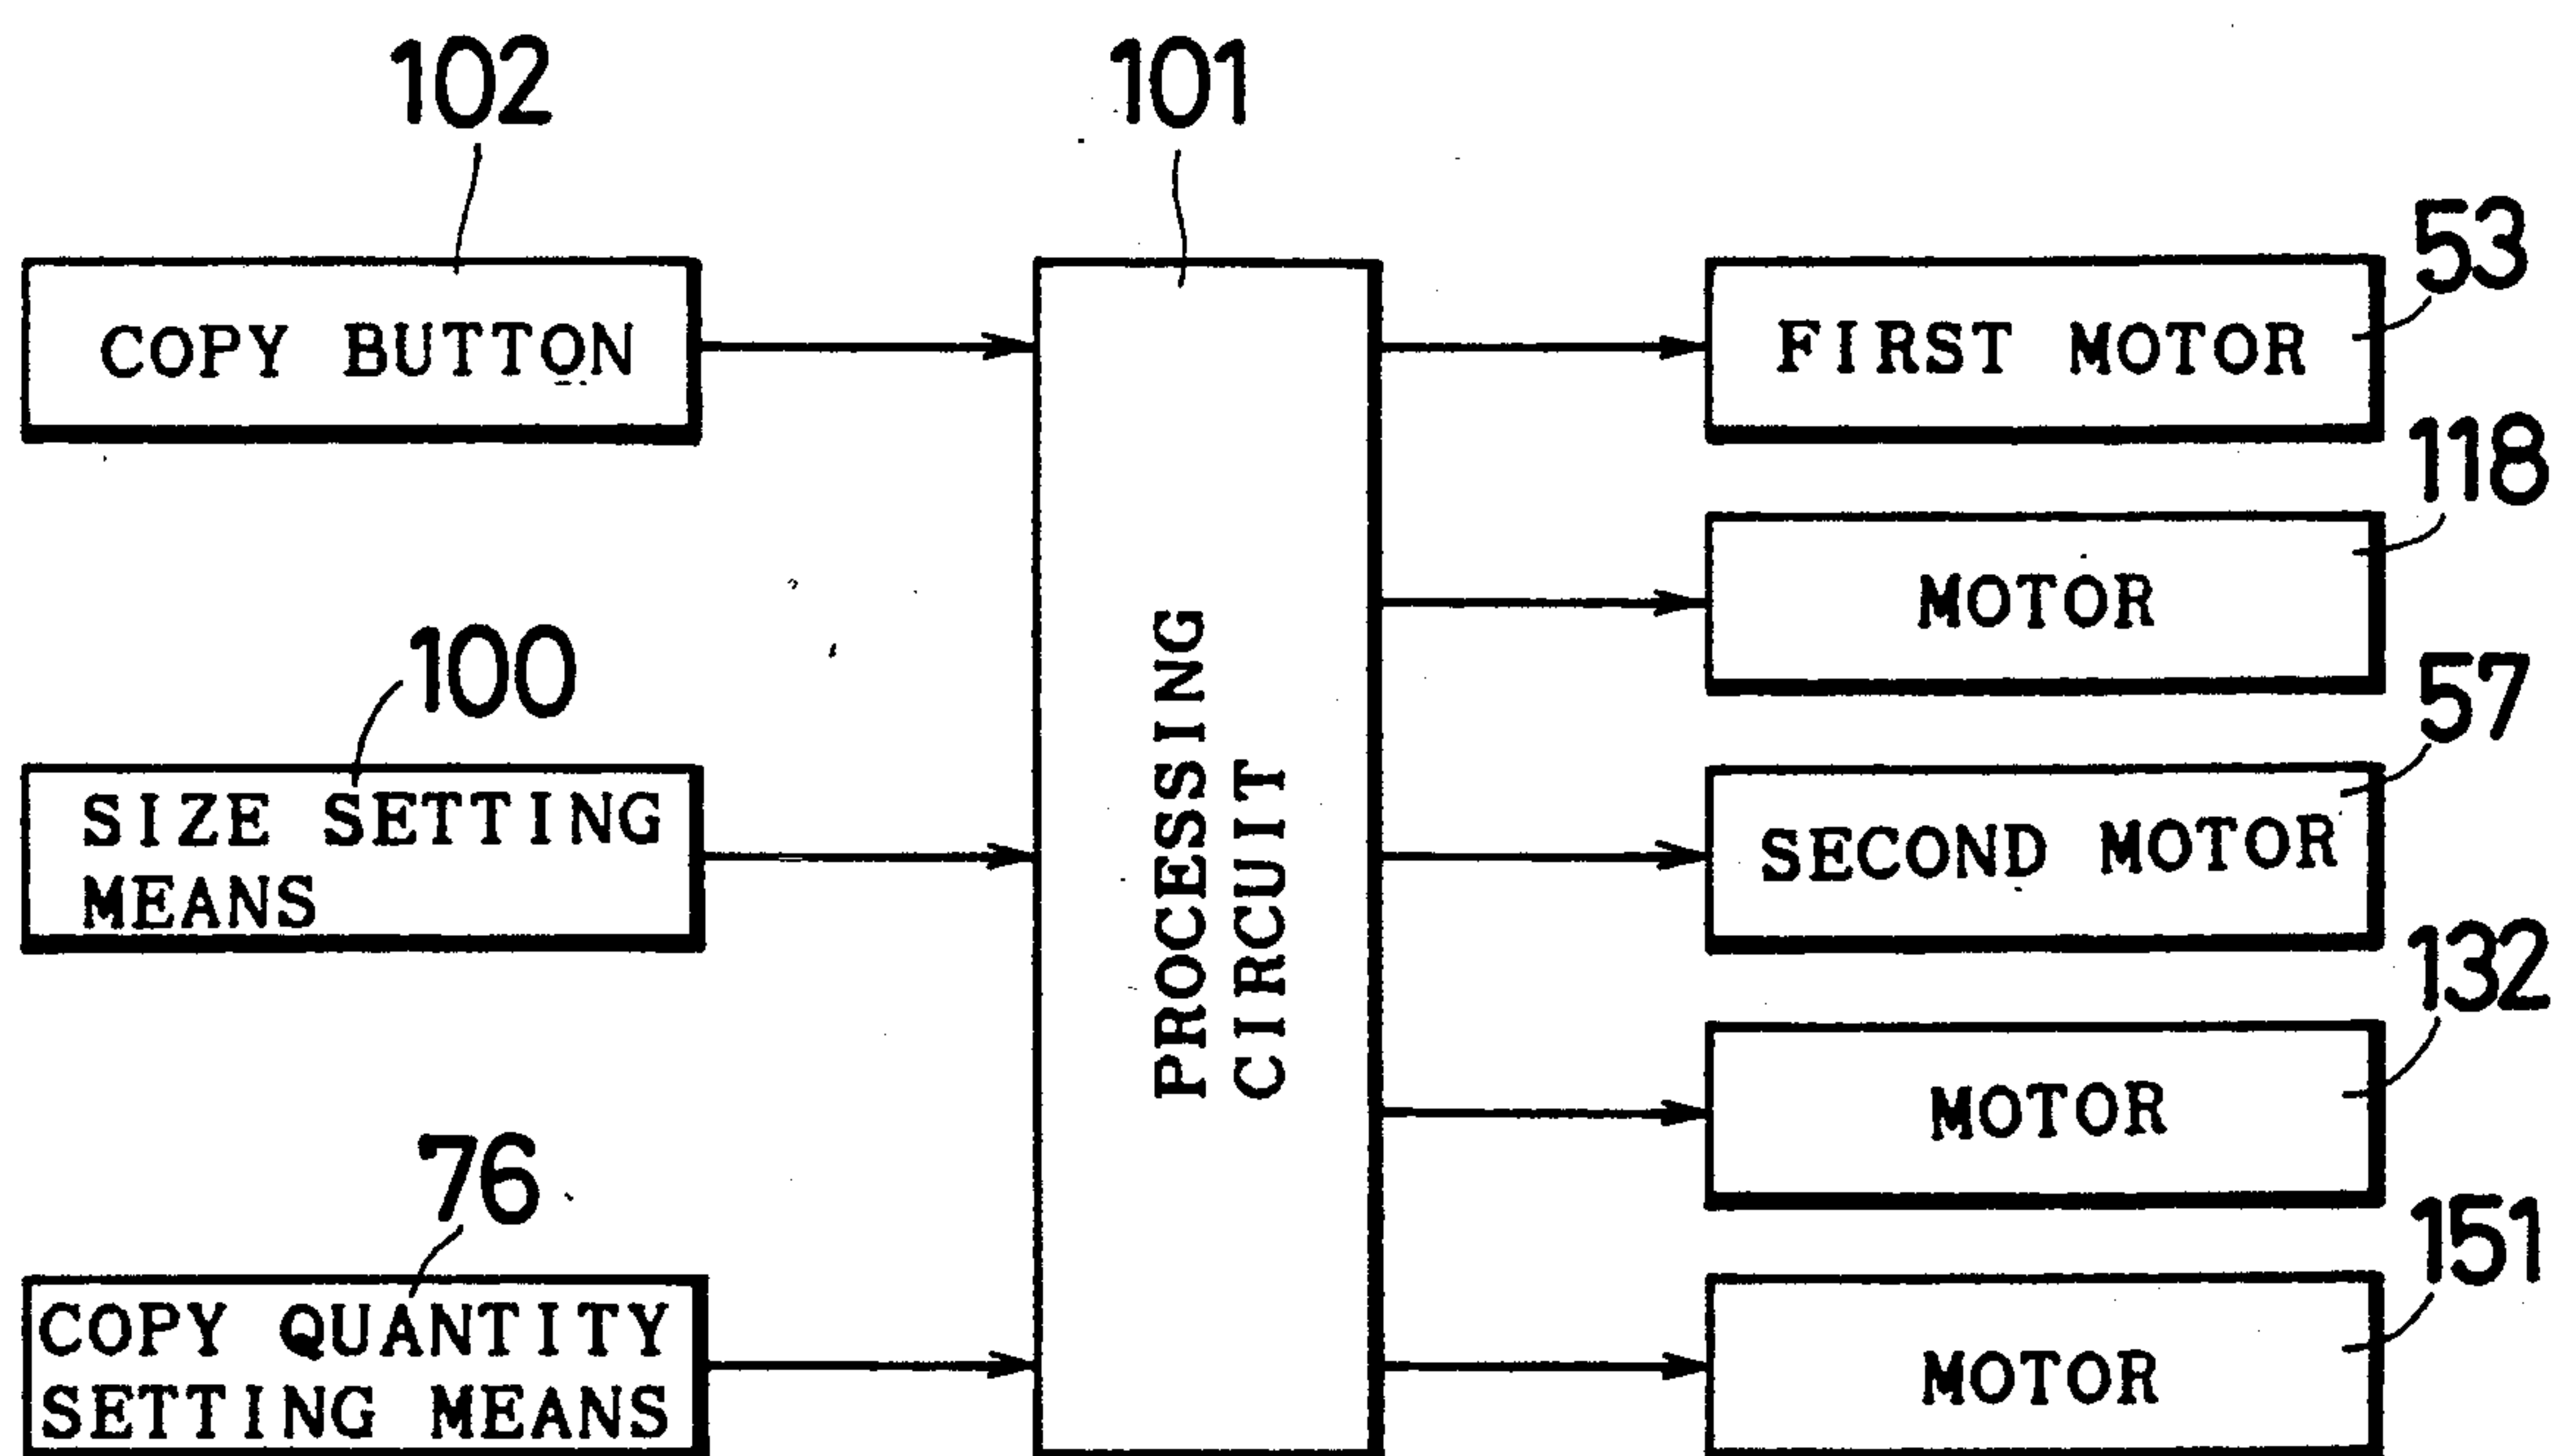 102
101
COPY BUTTON
FIRST MOTOR
53
118
MOTOR
100
SIZE SETTING
MEANS
PROCESSING
CIRCUIT
57
SECOND MOTOR
132
MOTOR
76
COPY QUANTITY
SETTING MEANS
151
MOTOR